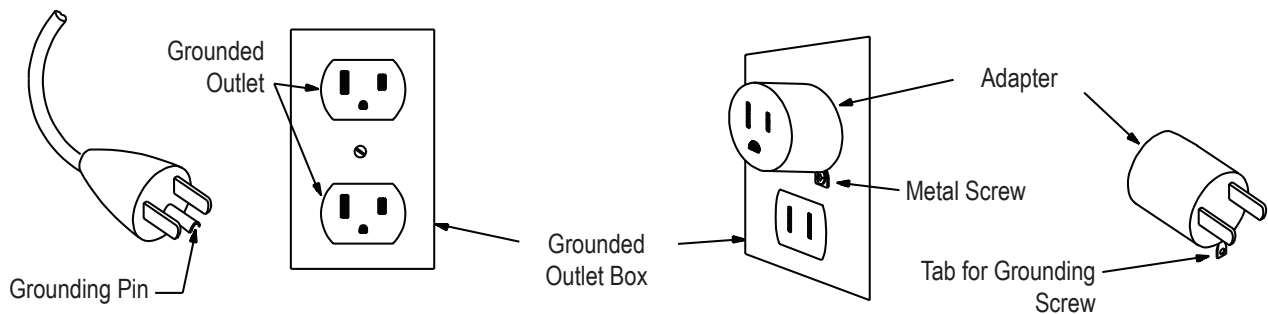 Grounded
Outlet
Grounding Pin
Grounded
Outlet Box
Adapter
Metal Screw
Tab for Grounding
Screw